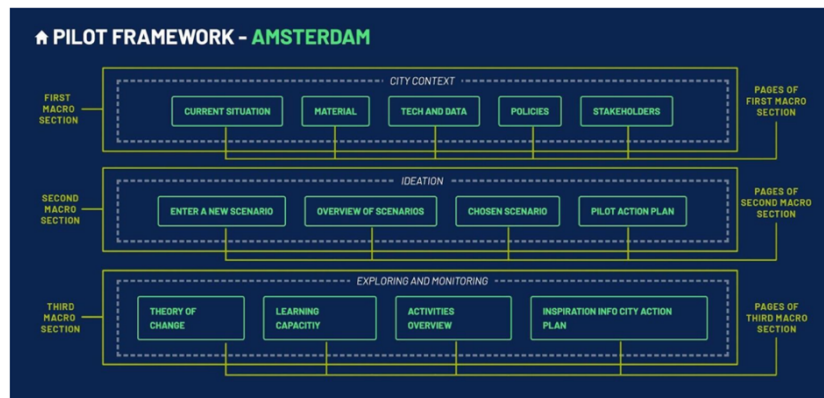 PILOT FRAMEWORK - AMSTERDAM
CITY CONTEXT
FIRST
MACRO
SECTION
CURRENT SITUATION
MATERIAL
TECH AND DATA
POLICIES
STAKEHOLDERS
PAGES OF
FIRST MACRO
SECTION
IDEATION
SECOND
MACRO
SECTION
ENTER A NEW SCENARIO
OVERVIEW OF SCENARIOS
CHOSEN SCENARIO
PILOT ACTION PLAN
PAGES OF
SECOND MACRO
SECTION
EXPLORING AND MONITORING
THIRD
MACRO
SECTION
THEORY OF
CHANGE
LEARNING
CAPACITIY
ACTIVITIES
OVERVIEW
INSPIRATION INFO CITY ACTION
PLAN
PAGES OF
THIRD MACRO
SECTION